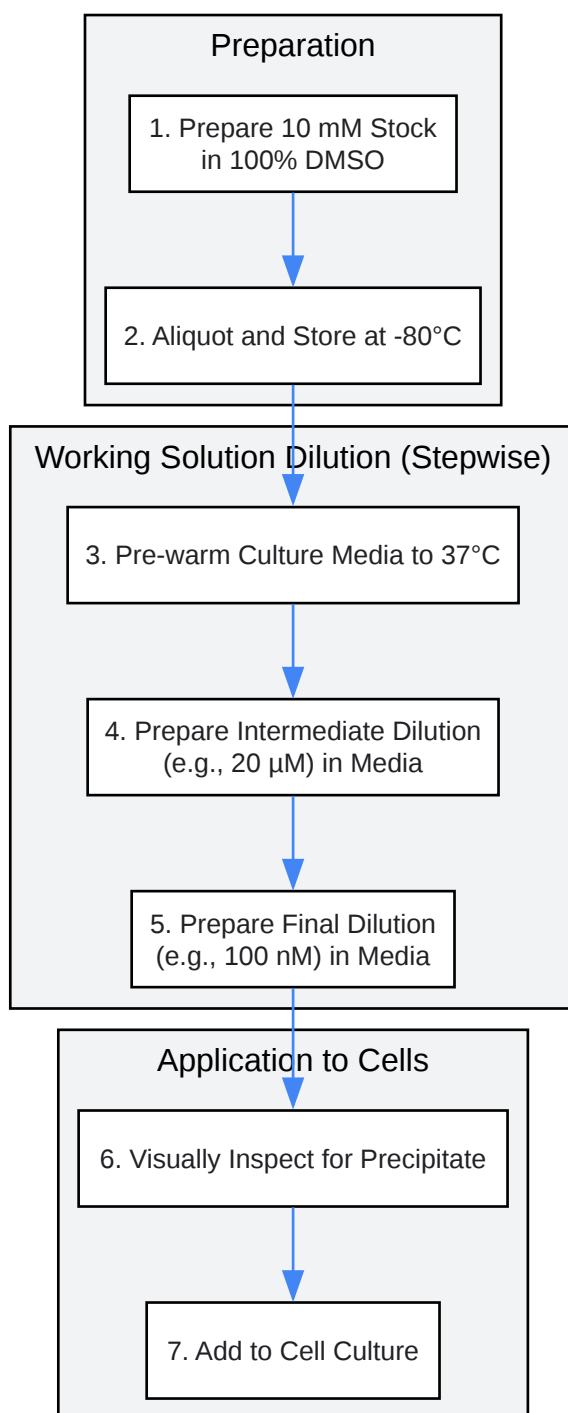 Preparation
1. Prepare 10 mM Stock
in 100% DMSO
2. Aliquot and Store at -80°C
Working Solution Dilution (Stepwise)
3. Pre-warm Culture Media to 37°C
4. Prepare Intermediate Dilution
(e.g., 20 µM) in Media
5. Prepare Final Dilution
(e.g., 100 nM) in Media
Application to Cells
6. Visually Inspect for Precipitate
7. Add to Cell Culture